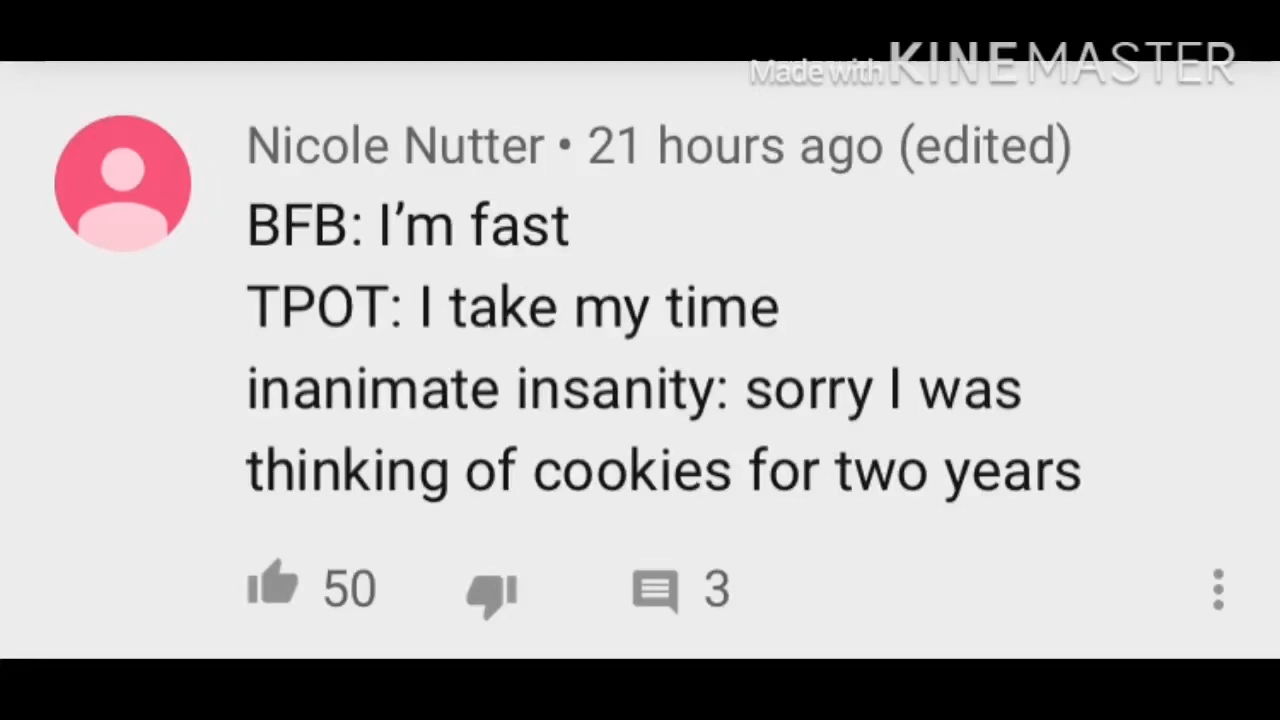 Made with KINEMASTER
Nicole Nutter • 21 hours ago (edited)
BFB: I’m fast
TPOT: I take my time
inanimate insanity: sorry I was
thinking of cookies for two years
50
3